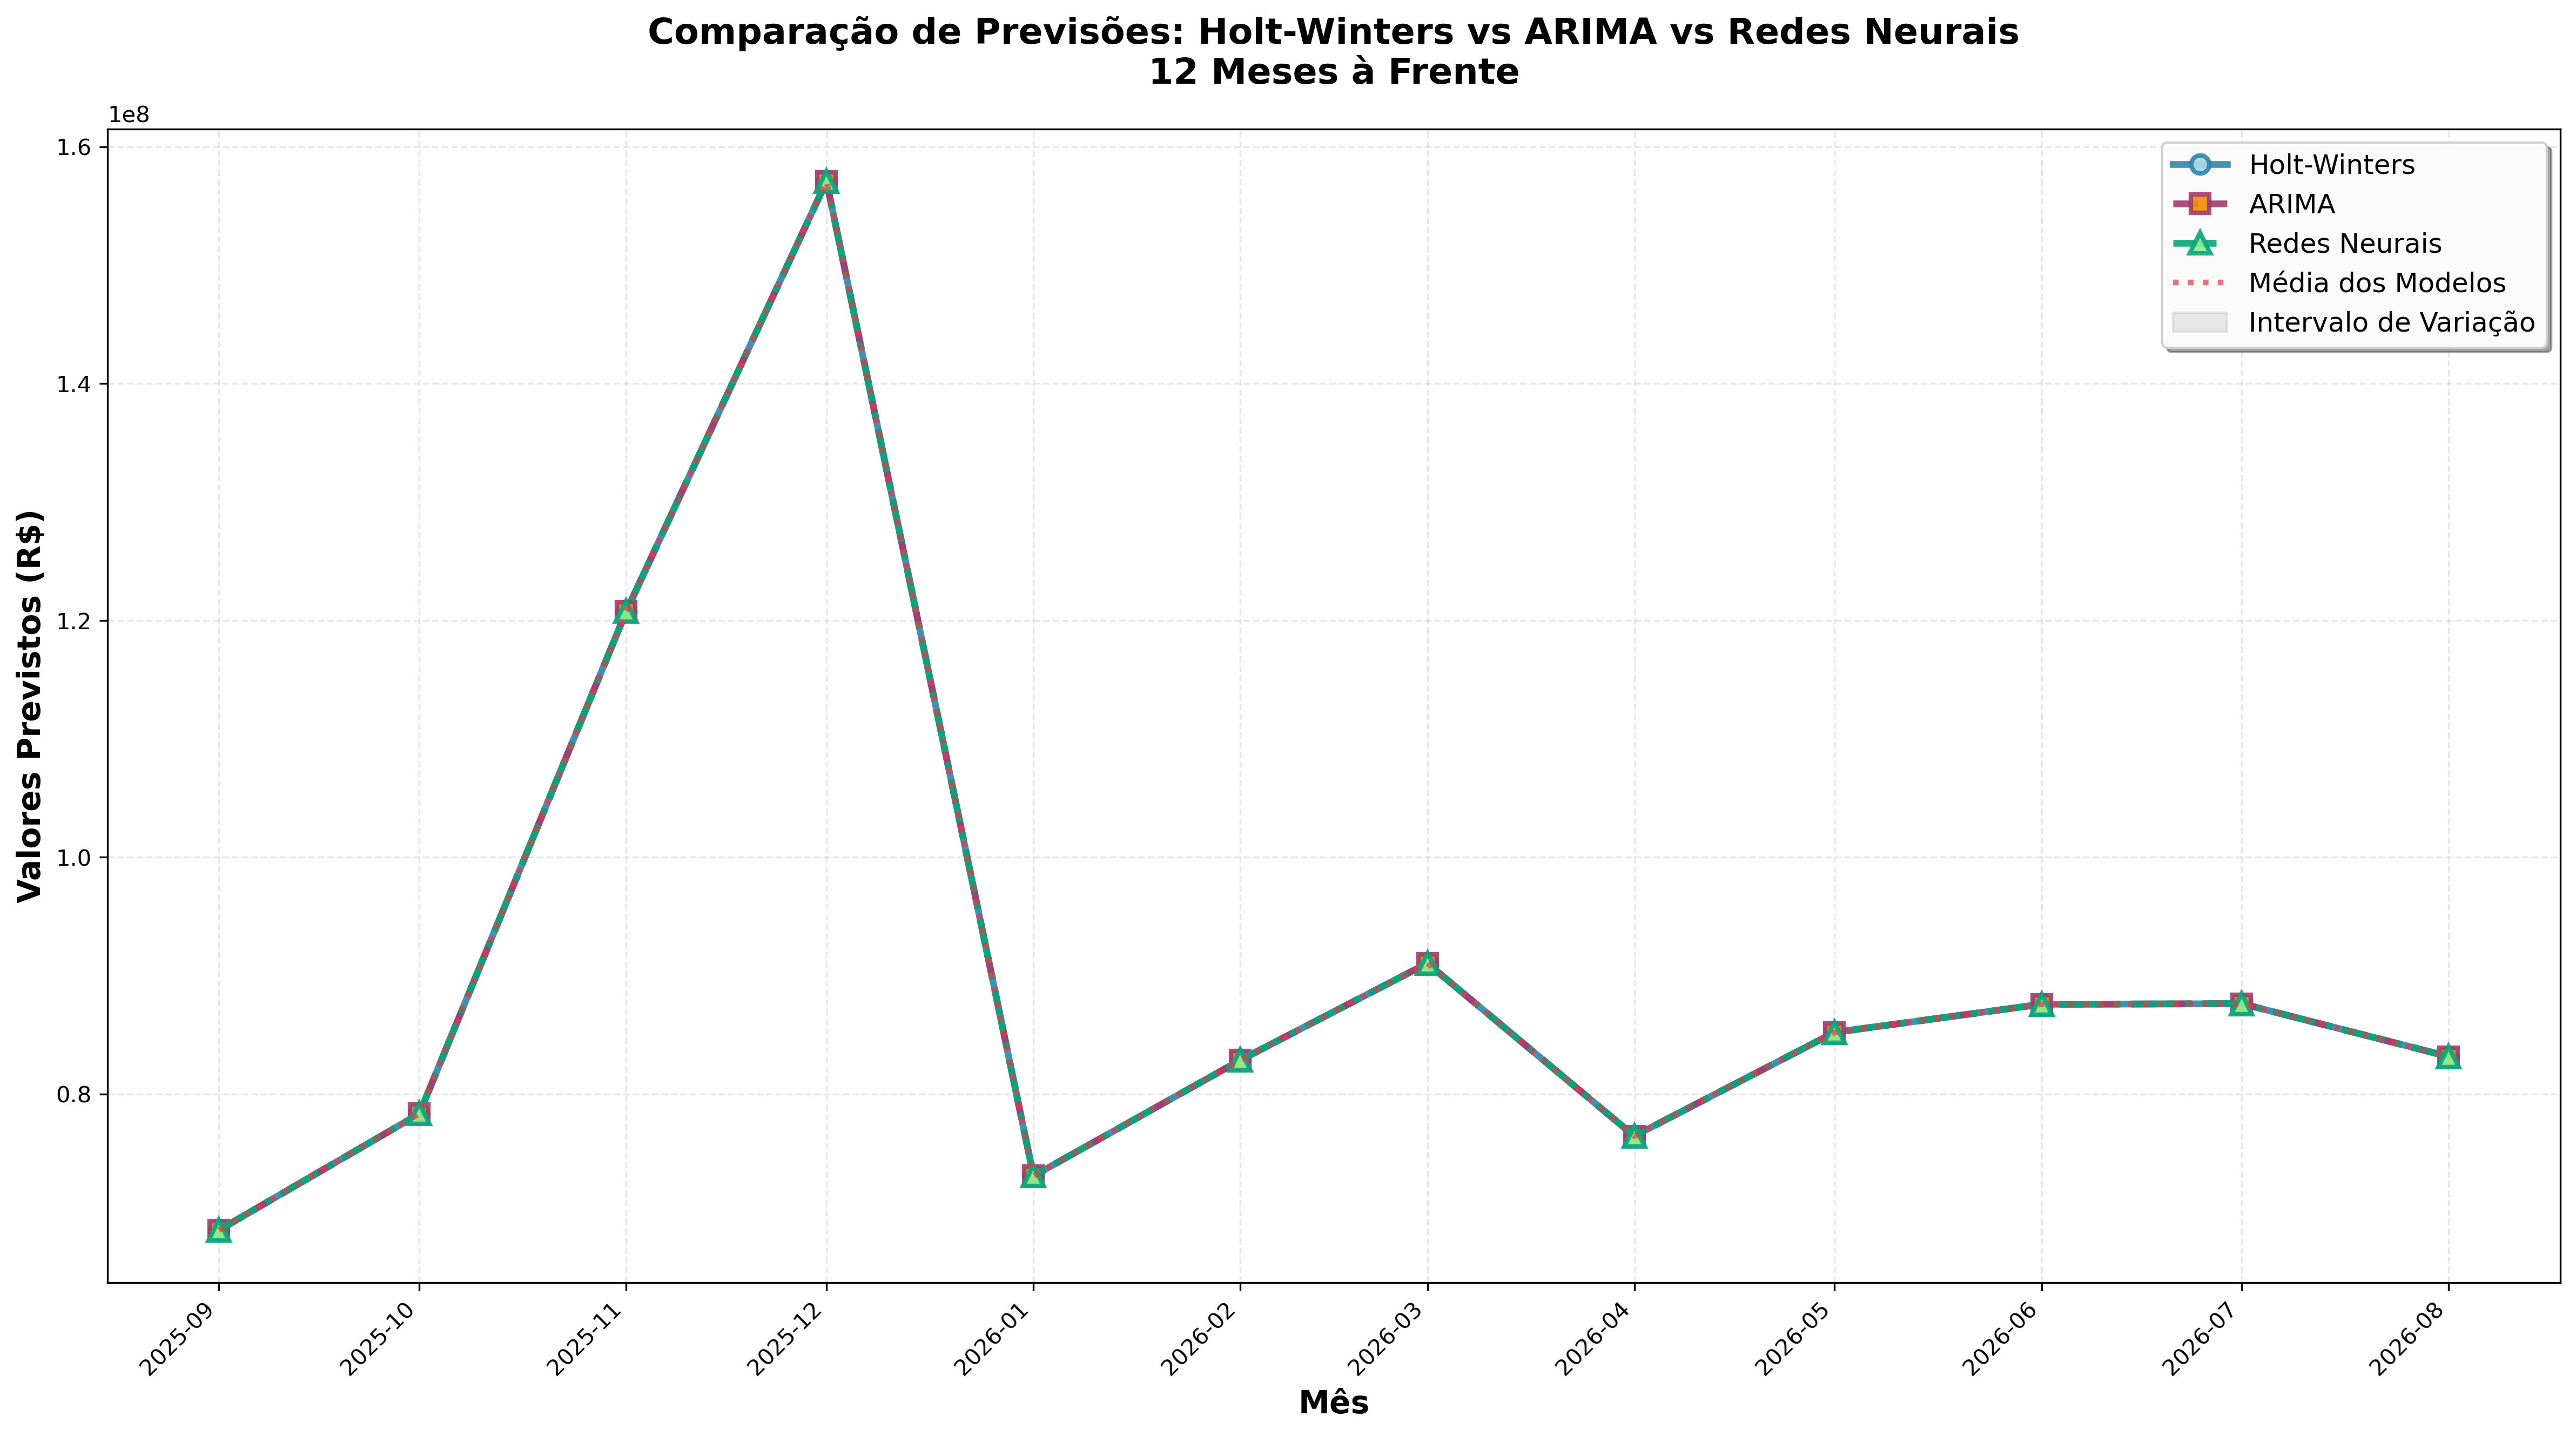 Comparação de Previsões: Holt-Winters vs ARIMA vs Redes Neurais
12 Meses à Frente
1e8
1.6
1.4
1.2
1.0
0.8
Valores Previstos (R$)
Holt-Winters
ARIMA
Redes Neurais
Média dos Modelos
Intervalo de Variação
2025-09
2025-10
2025-11
2025-12
2026-01
2026-02
2026-03
2026-04
2026-05
2026-06
2026-07
2026-08
Mês